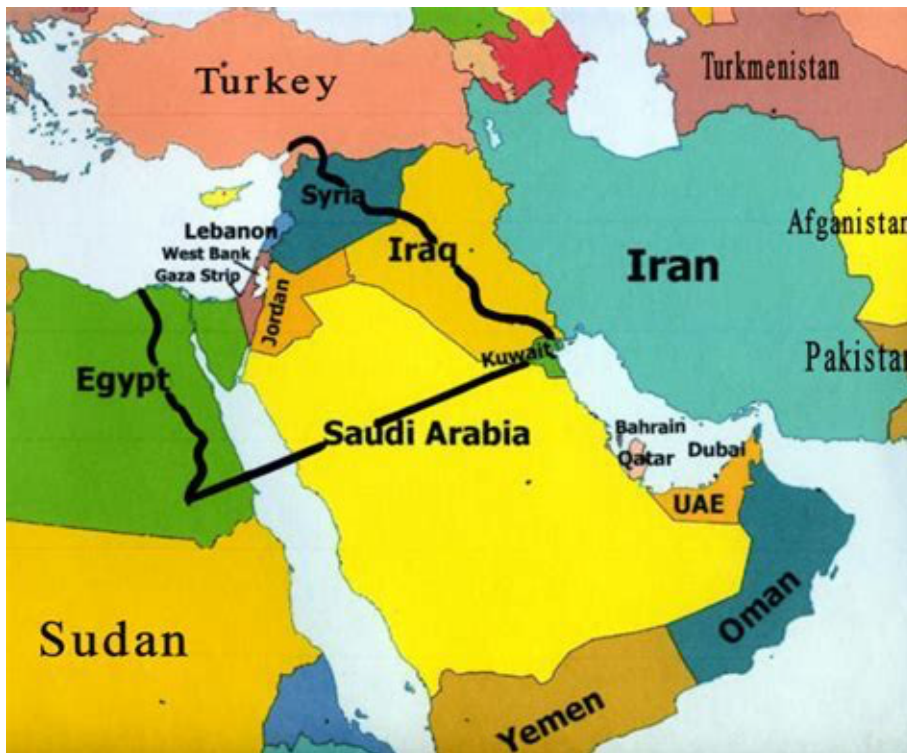 Turkey
Turkmenistan
Syria
Lebanon
West Bank
Gaza Strip
Iraq
Iran
Afganistan
Jordan
Kuwait
Pakistan
Egypt
Saudi Arabia
Bahrain
Qatar
Dubai
UAE
Oman
Sudan
Yemen